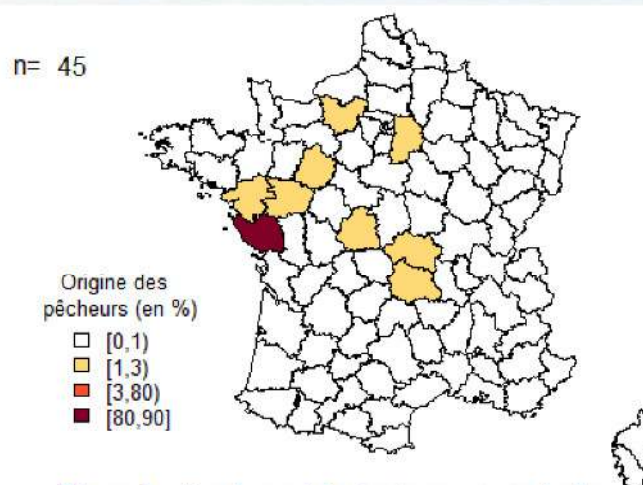 n= 45
Origine des
pêcheurs (en %)
[0,1)
[1,3)
[3,80)
[80,90]